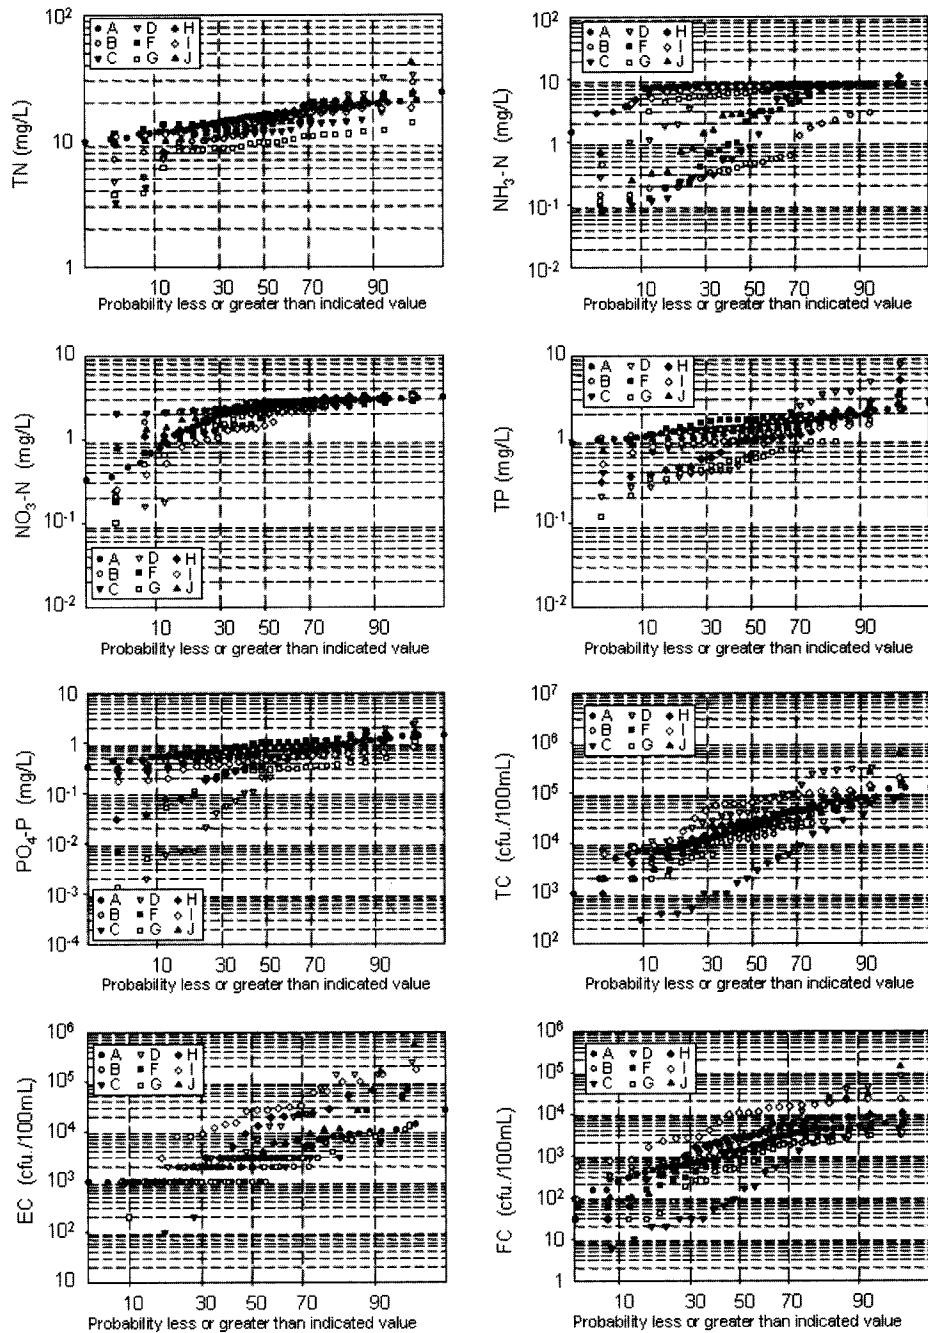 10²
A D H
B F I
C G J
TN (mg/L)
10
1
10 30 50 70 90
Probability less or greater than indicated value
10²
A D H
B F I
C G J
NH₃-N (mg/L)
10
1
10⁻¹
10⁻²
10 30 50 70 90
Probability less or greater than indicated value
10
NO₃-N (mg/L)
1
10⁻¹
A D H
B F I
C G J
10⁻²
10 30 50 70 90
Probability less or greater than indicated value
10
A D H
B F I
C G J
TP (mg/L)
1
10⁻¹
10⁻²
10 30 50 70 90
Probability less or greater than indicated value
10
1
PO₄-P (mg/L)
10⁻¹
10⁻²
10⁻³
A D H
B F I
C G J
10⁻⁴
10 30 50 70 90
Probability less or greater than indicated value
10⁷
A D H
B F I
C G J
10⁶
TC (cfu./100mL)
10⁵
10⁴
10³
10²
10 30 50 70 90
Probability less or greater than indicated value
10⁶
A D H
B F I
C G J
10⁵
EC (cfu./100mL)
10⁴
10³
10²
10
10 30 50 70 90
Probability less or greater than indicated value
10⁶
A D H
B F I
C G J
10⁵
FC (cfu./100mL)
10⁴
10³
10²
10
1
10 30 50 70 90
Probability less or greater than indicated value